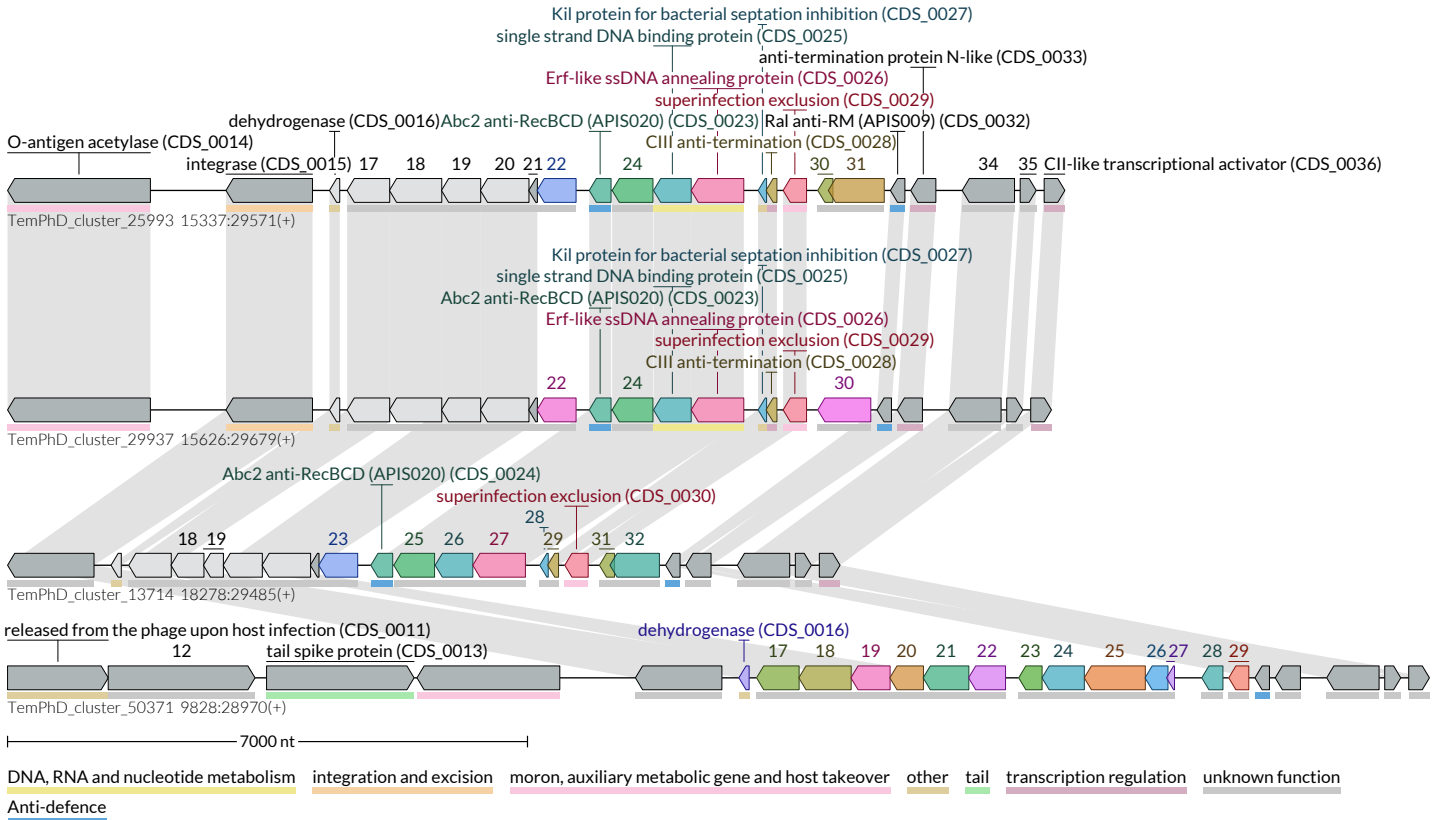 Kil protein for bacterial septation inhibition (CDS_0027)
single strand DNA binding protein (CDS_0025)
anti-termination protein N-like (CDS_0033)
Erf-like ssDNA annealing protein (CDS_0026)
superinfection exclusion (CDS_0029)
dehydrogenase (CDS_0016) Abc2 anti-RecBCD (APIS020) (CDS_0023) Ral anti-RM (APIS009) (CDS_0032)
O-antigen acetylase (CDS_0014) CIII anti-termination (CDS_0028)
integrase (CDS_0015) 17 18 19 20 21 22 24 30 31 34 35 CII-like transcriptional activator (CDS_0036)
TemPhD_cluster_25993 15337:29571(+)
Kil protein for bacterial septation inhibition (CDS_0027)
single strand DNA binding protein (CDS_0025)
Abc2 anti-RecBCD (APIS020) (CDS_0023)
Erf-like ssDNA annealing protein (CDS_0026)
superinfection exclusion (CDS_0029)
CIII anti-termination (CDS_0028)
22 24 30
TemPhD_cluster_29937 15626:29679(+)
Abc2 anti-RecBCD (APIS020) (CDS_0024)
superinfection exclusion (CDS_0030)
28
18 19 23 25 26 27 29 31 32
TemPhD_cluster_13714 18278:29485(+)
released from the phage upon host infection (CDS_0011) dehydrogenase (CDS_0016)
12 tail spike protein (CDS_0013) 17 18 19 20 21 22 23 24 25 26 27 28 29
TemPhD_cluster_50371 9828:28970(+)
7000 nt
DNA, RNA and nucleotide metabolism integration and excision moron, auxiliary metabolic gene and host takeover other tail transcription regulation unknown function
Anti-defence